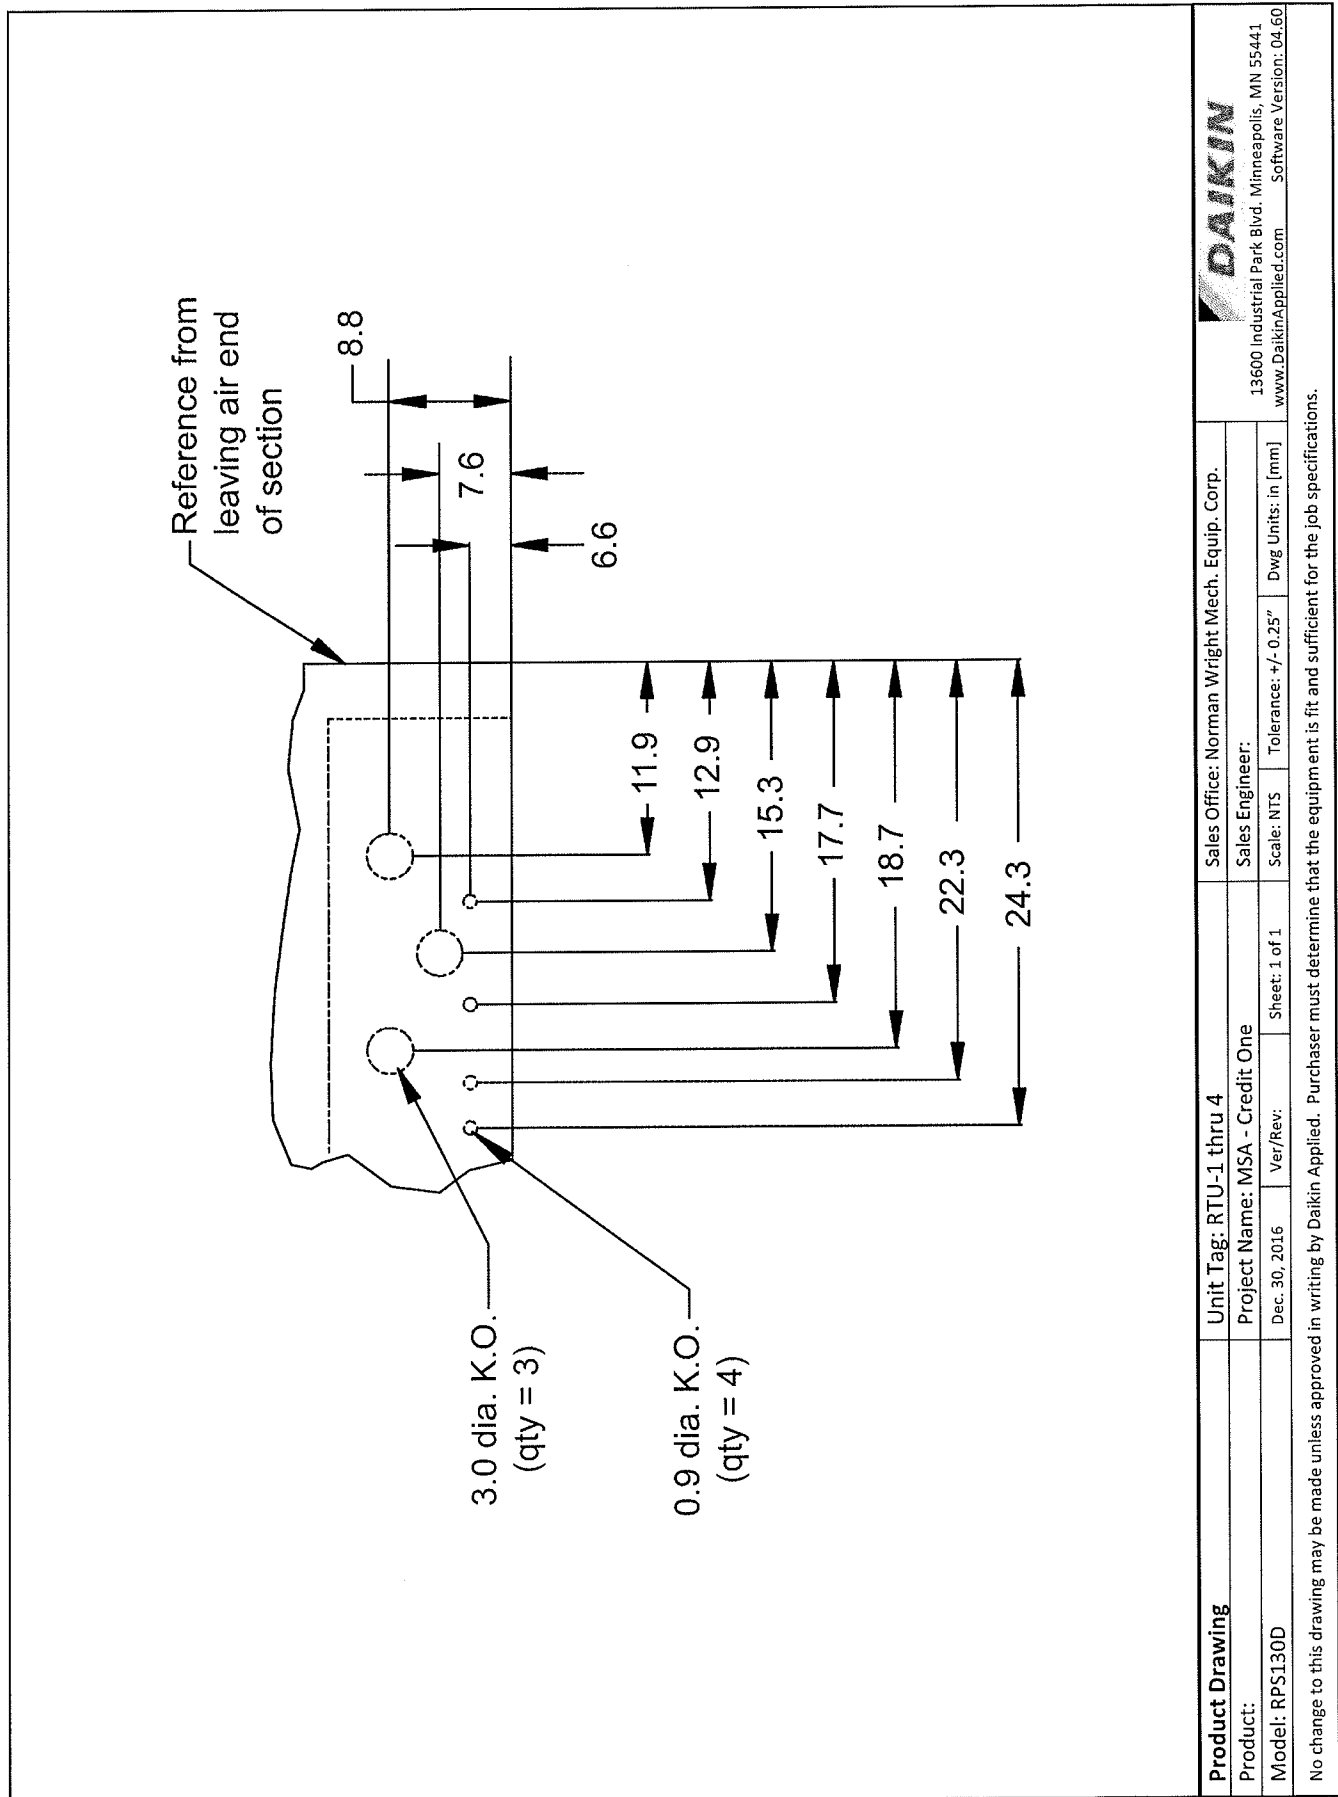 Reference from
leaving air end
of section
8.8
7.6
6.6
11.9
12.9
15.3
17.7
18.7
22.3
24.3
3.0 dia. K.O.
(qty = 3)
0.9 dia. K.O.
(qty = 4)
Product Drawing
Unit Tag: RTU-1 thru 4
Sales Office: Norman Wright Mech. Equip. Corp.
DAIKIN
Product:
Project Name: MSA - Credit One
Sales Engineer:
13600 Industrial Park Blvd. Minneapolis, MN 55441
Model: RPS130D
Dec. 30, 2016
Ver/Rev:
Sheet: 1 of 1
Scale: NTS
Tolerance: +/- 0.25"
Dwg Units: in [mm]
www.DaikinApplied.com Software Version: 04.60
No change to this drawing may be made unless approved in writing by Daikin Applied. Purchaser must determine that the equipment is fit and sufficient for the job specifications.